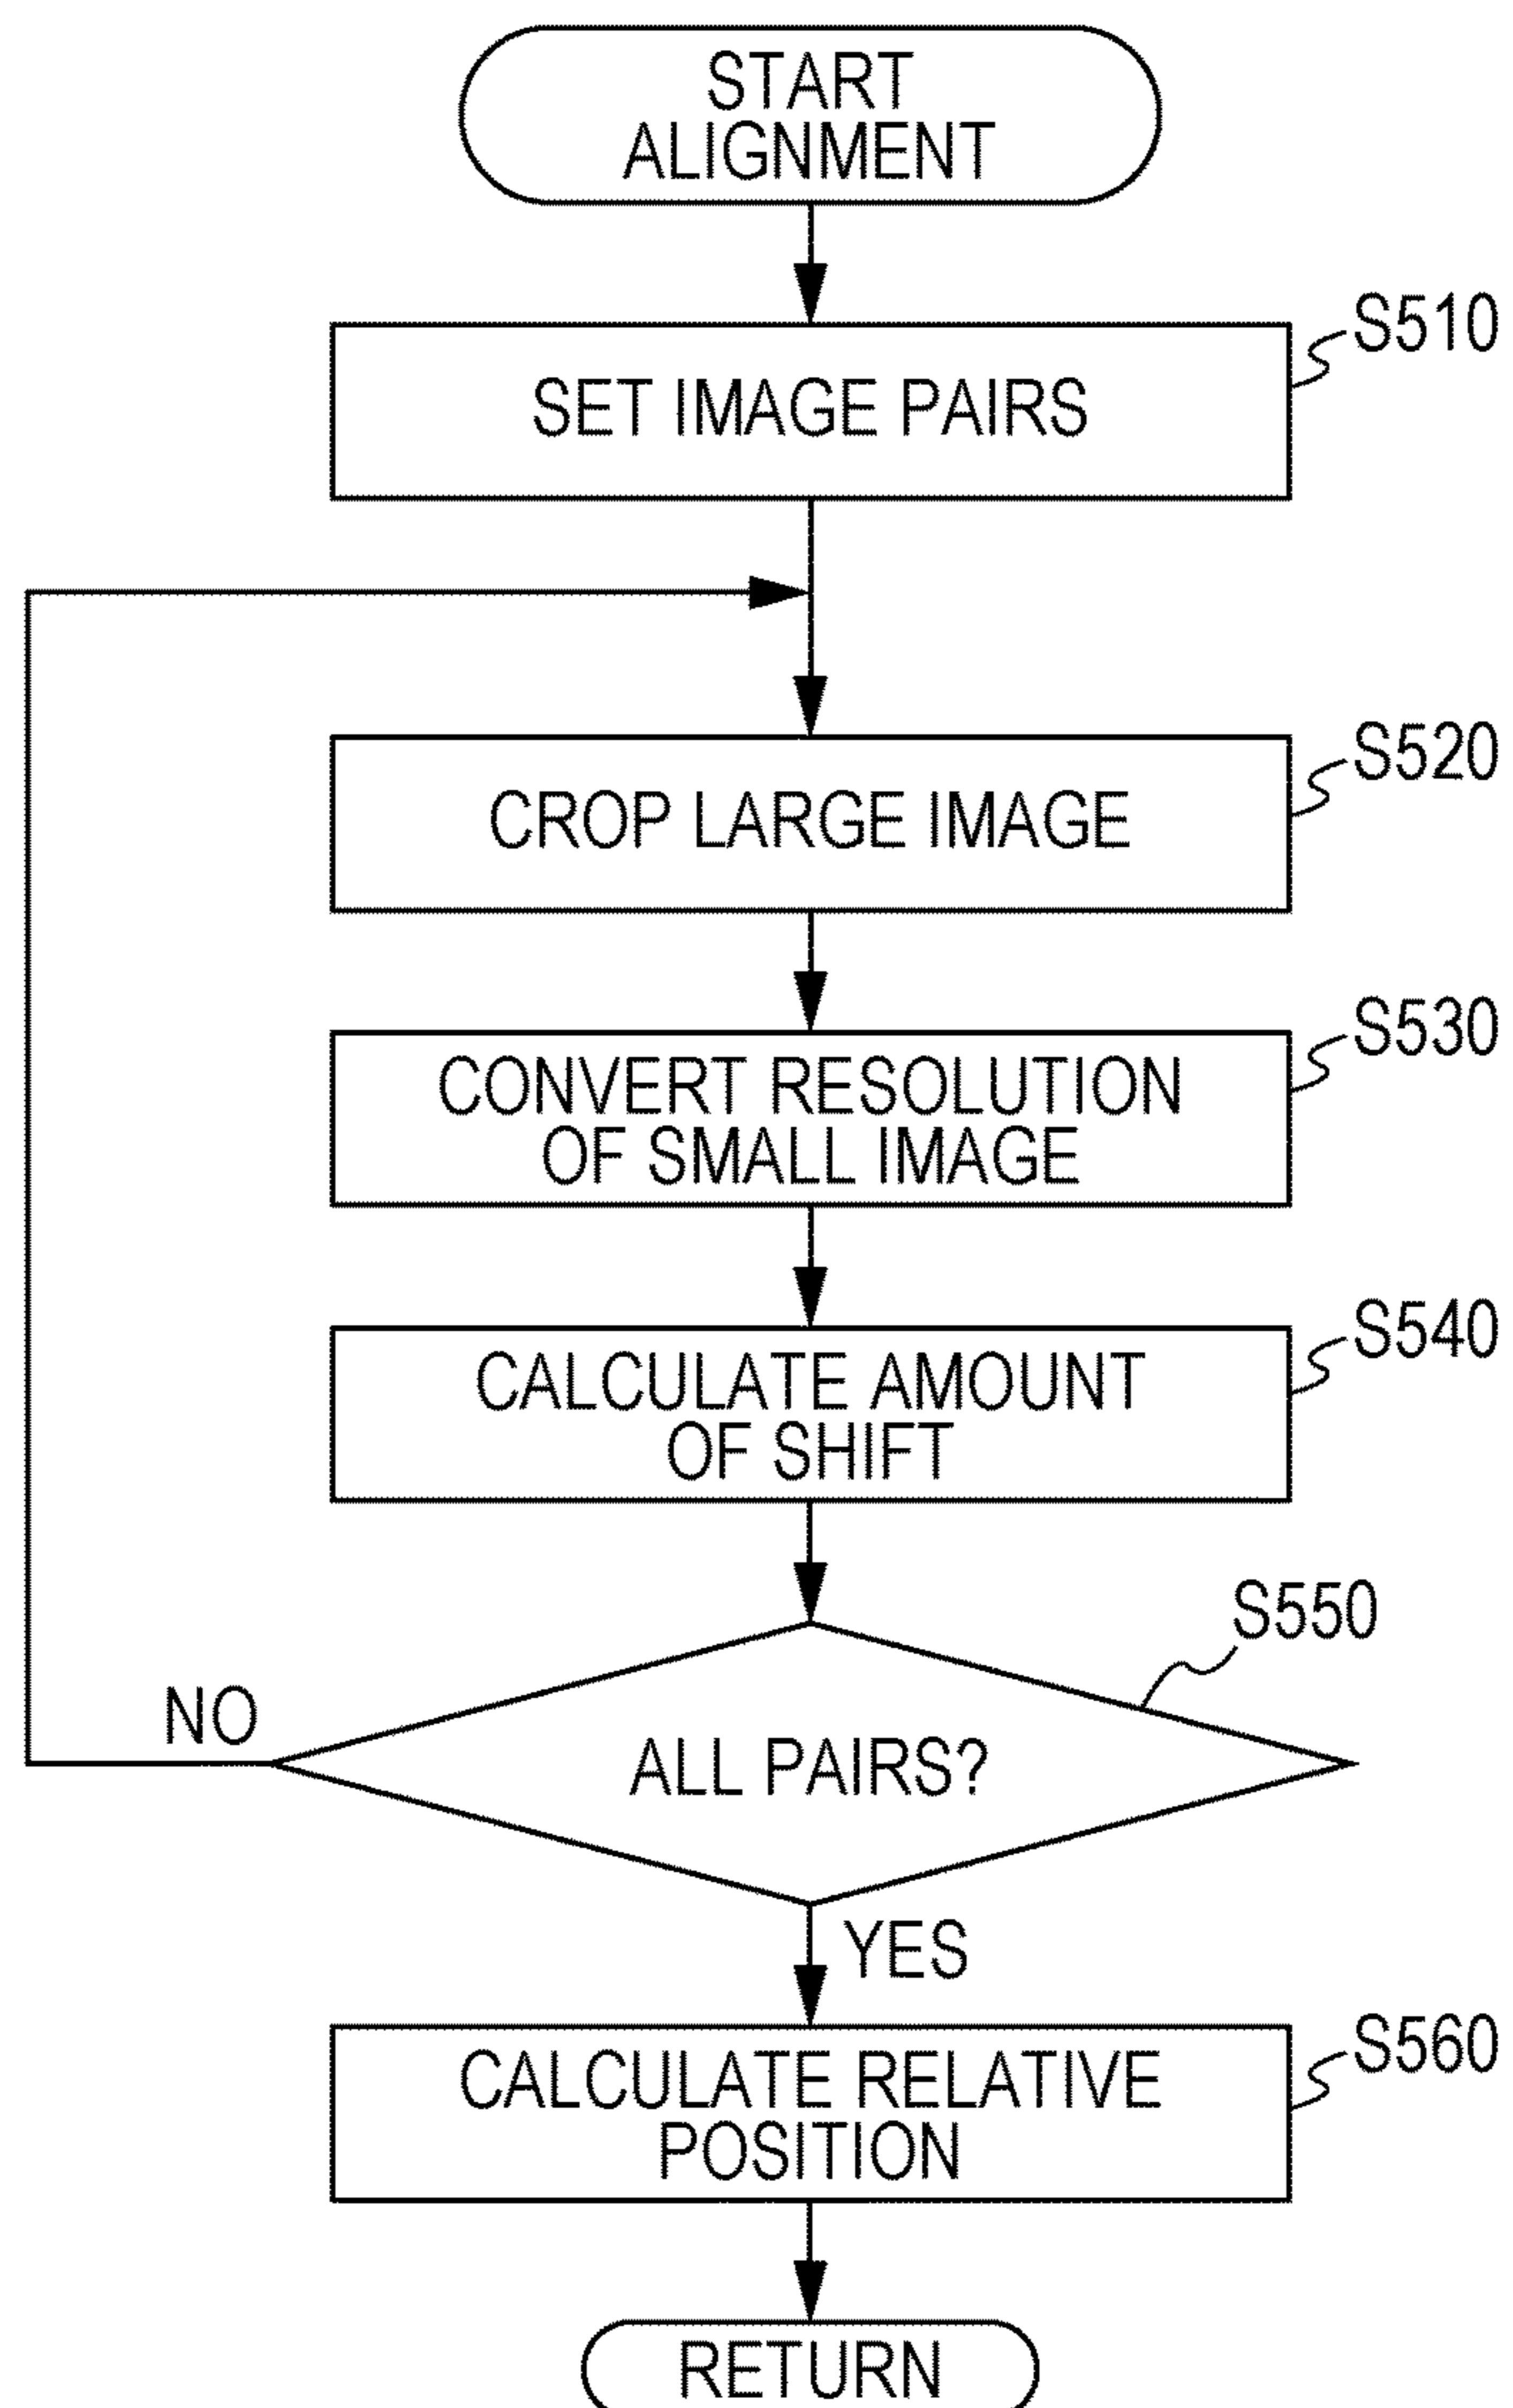 START
ALIGNMENT
S510
SET IMAGE PAIRS
S520
CROP LARGE IMAGE
S530
CONVERT RESOLUTION
OF SMALL IMAGE
S540
CALCULATE AMOUNT
OF SHIFT
S550
NO
ALL PAIRS?
YES
S560
CALCULATE RELATIVE
POSITION
RETURN